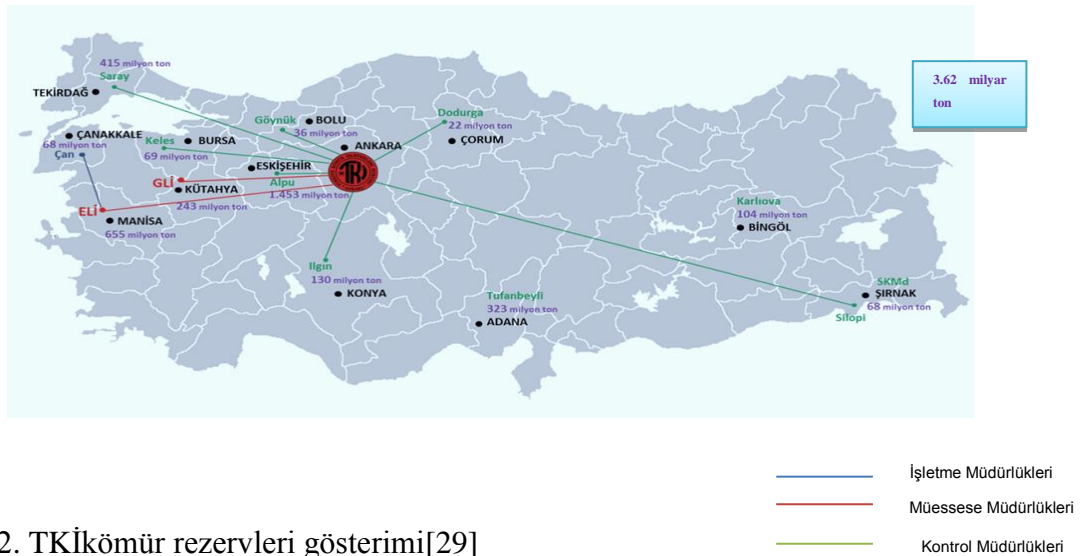 415 milyon ton
Saray
TEKİRDAĞ
3.62 milyar
ton
Dodurga
22 milyon ton
ÇORUM
Göynük
BOLU
36 milyon ton
ANKARA
ÇANAKKALE
68 milyon ton
Çan
Keles
BURSA
69 milyon ton
ESKİŞEHİR
Alpu
1.453 milyon ton
GLİ
KÜTAHYA
243 milyon ton
ELİ
MANİSA
655 milyon ton
Karlıova
104 milyon ton
BİNGÖL
Ilgın
130 milyon ton
KONYA
Tufanbeyli
323 milyon ton
ADANA
SKMd
ŞIRNAK
68 milyon ton
Silopi
İşletme Müdürlükleri
Müessese Müdürlükleri
Kontrol Müdürlükleri
2. TKİkömür rezervleri gösterimi[29]